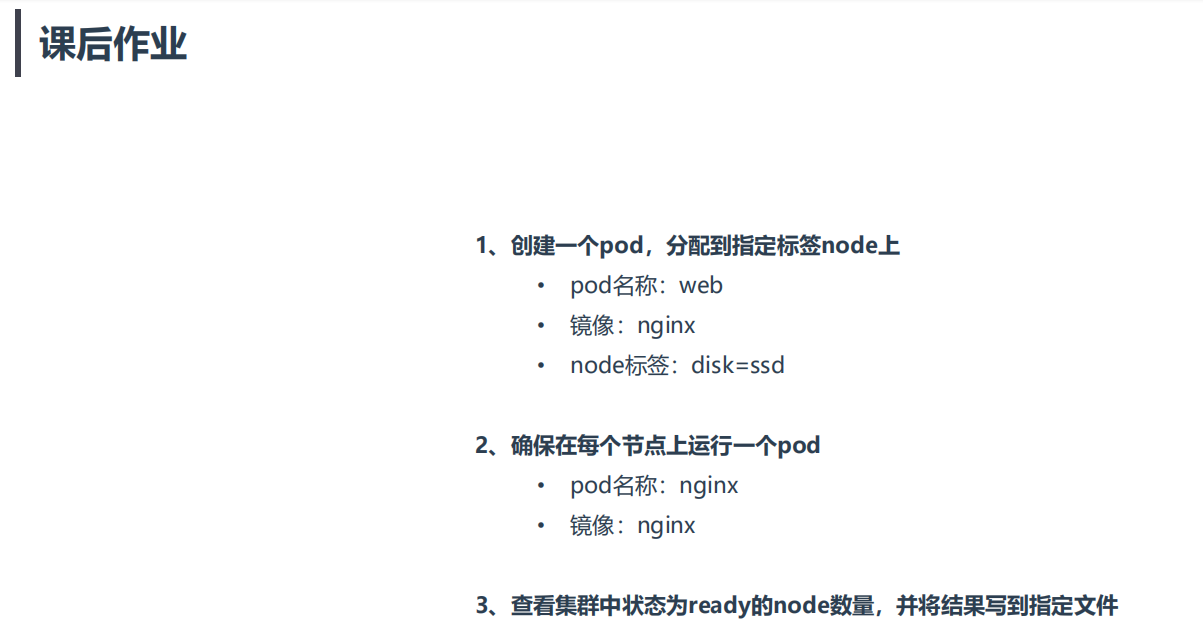 课后作业
1、创建一个pod，分配到指定标签node上
• pod名称：web
• 镜像：nginx
• node标签：disk=ssd
2、确保在每个节点上运行一个pod
• pod名称：nginx
• 镜像：nginx
3、查看集群中状态为ready的node数量，并将结果写到指定文件